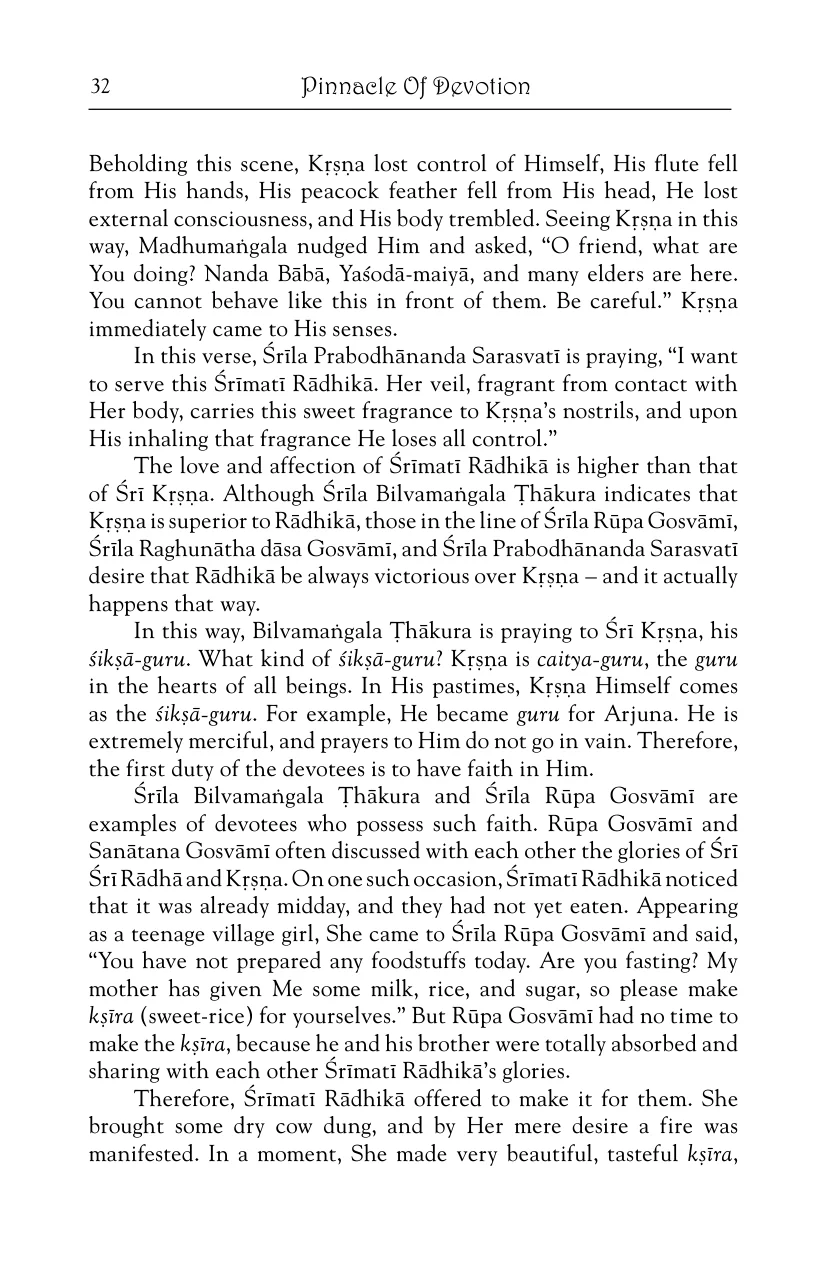 32
Pinnacle Of Devotion
Beholding this scene, Kṛṣṇa lost control of Himself, His flute fell
from His hands, His peacock feather fell from His head, He lost
external consciousness, and His body trembled. Seeing Kṛṣṇa in this
way, Madhumaṅgala nudged Him and asked, “O friend, what are
You doing? Nanda Bābā, Yaśodā-maiyā, and many elders are here.
You cannot behave like this in front of them. Be careful.” Kṛṣṇa
immediately came to His senses.
In this verse, Śrīla Prabodhānanda Sarasvatī is praying, “I want
to serve this Śrīmatī Rādhikā. Her veil, fragrant from contact with
Her body, carries this sweet fragrance to Kṛṣṇa’s nostrils, and upon
His inhaling that fragrance He loses all control.”
The love and affection of Śrīmatī Rādhikā is higher than that
of Śrī Kṛṣṇa. Although Śrīla Bilvamaṅgala Ṭhākura indicates that
Kṛṣṇa is superior to Rādhikā, those in the line of Śrīla Rūpa Gosvāmī,
Śrīla Raghunātha dāsa Gosvāmī, and Śrīla Prabodhānanda Sarasvatī
desire that Rādhikā be always victorious over Kṛṣṇa – and it actually
happens that way.
In this way, Bilvamaṅgala Ṭhākura is praying to Śrī Kṛṣṇa, his
śikṣā-guru. What kind of śikṣā-guru? Kṛṣṇa is caitya-guru, the guru
in the hearts of all beings. In His pastimes, Kṛṣṇa Himself comes
as the śikṣā-guru. For example, He became guru for Arjuna. He is
extremely merciful, and prayers to Him do not go in vain. Therefore,
the first duty of the devotees is to have faith in Him.
Śrīla Bilvamaṅgala Ṭhākura and Śrīla Rūpa Gosvāmī are
examples of devotees who possess such faith. Rūpa Gosvāmī and
Sanātana Gosvāmī often discussed with each other the glories of Śrī
Śrī Rādhā and Kṛṣṇa. On one such occasion, Śrīmatī Rādhikā noticed
that it was already midday, and they had not yet eaten. Appearing
as a teenage village girl, She came to Śrīla Rūpa Gosvāmī and said,
“You have not prepared any foodstuffs today. Are you fasting? My
mother has given Me some milk, rice, and sugar, so please make
kṣīra (sweet-rice) for yourselves.” But Rūpa Gosvāmī had no time to
make the kṣīra, because he and his brother were totally absorbed and
sharing with each other Śrīmatī Rādhikā’s glories.
Therefore, Śrīmatī Rādhikā offered to make it for them. She
brought some dry cow dung, and by Her mere desire a fire was
manifested. In a moment, She made very beautiful, tasteful kṣīra,